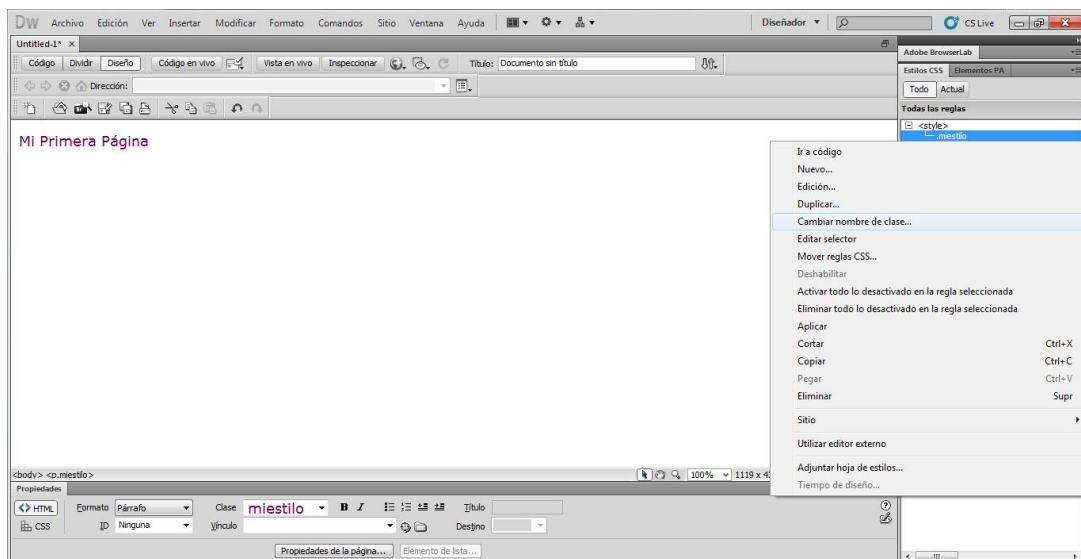 DW Archivo Edición Ver Insertar Modificar Formato Comandos Sitio Ventana Ayuda Diseñador CS Live
Untitled-1* ×
Código Dividir Diseño Código en vivo Vista en vivo Inspeccionar Título: Documento sin título
Dirección:
Mi Primera Página
<body> <p.miestilo> 100% 1119 x 4
Propiedades
<> HTML Formato Párrafo Clase miestilo B I Título
CSS ID Ninguna Vínculo Destino
Propiedades de la página... Elemento de lista...
Adobe BrowserLab
Estilos CSS Elementos PA
Todo Actual
Todas las reglas
<style>
.miestilo
Ir a código
Nuevo...
Edición...
Duplicar...
Cambiar nombre de clase...
Editar selector
Mover reglas CSS...
Deshabilitar
Activar todo lo desactivado en la regla seleccionada
Eliminar todo lo desactivado en la regla seleccionada
Aplicar
Cortar Ctrl+X
Copiar Ctrl+C
Pegar Ctrl+V
Eliminar Supr
Sitio
Utilizar editor externo
Adjuntar hoja de estilos...
Tiempo de diseño...